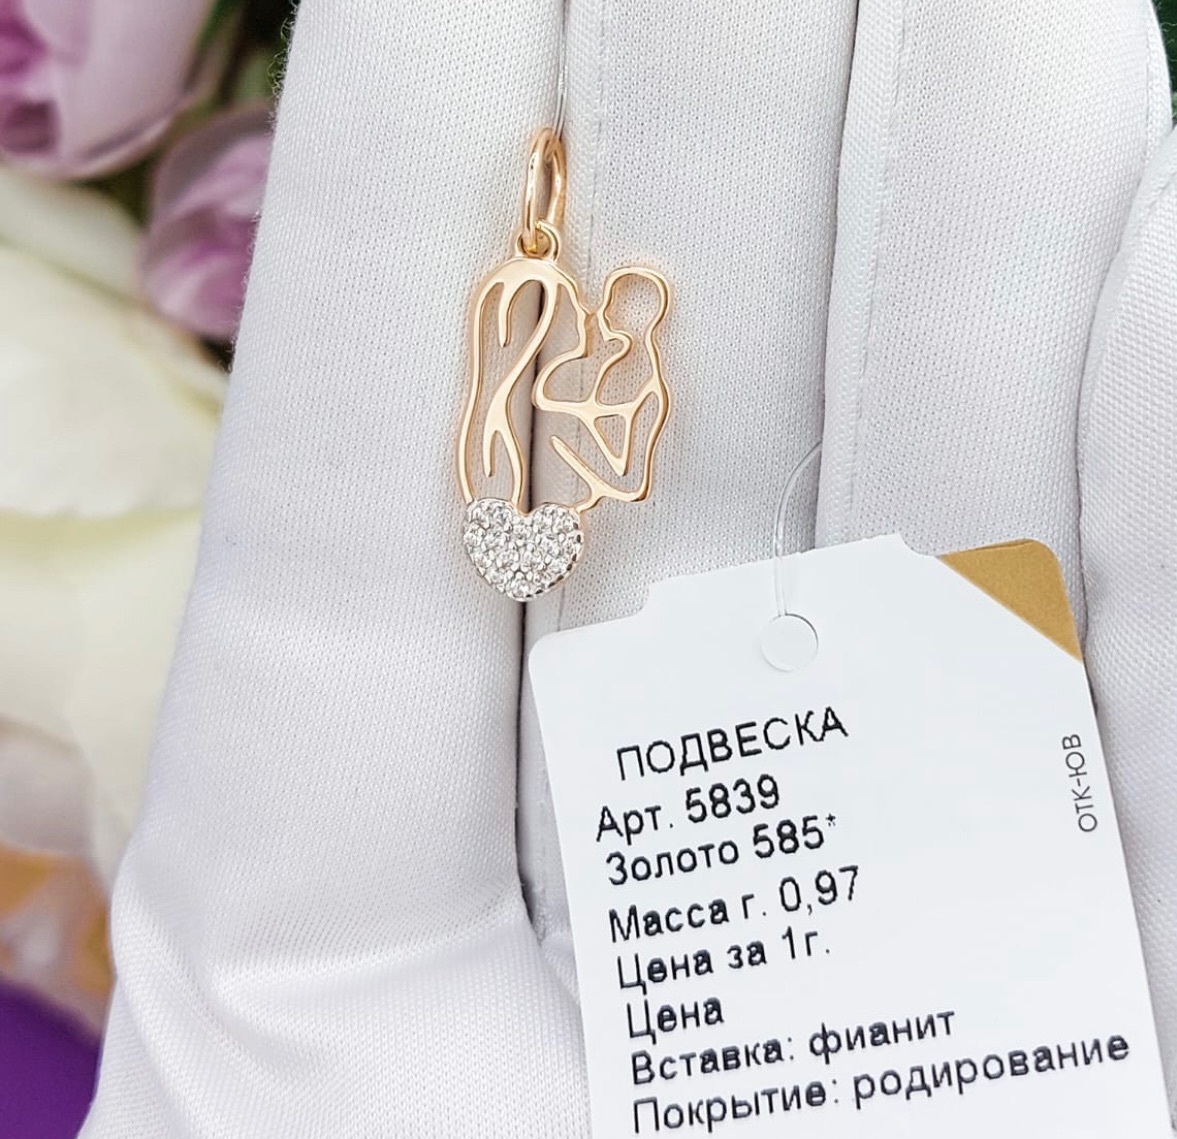 ПОДВЕСКА
Арт. 5839
Золото 585*
Масса г. 0,97
Цена за 1г.
Цена
Вставка: фианит
Покрытие: родирование
ОТК-ЮВ